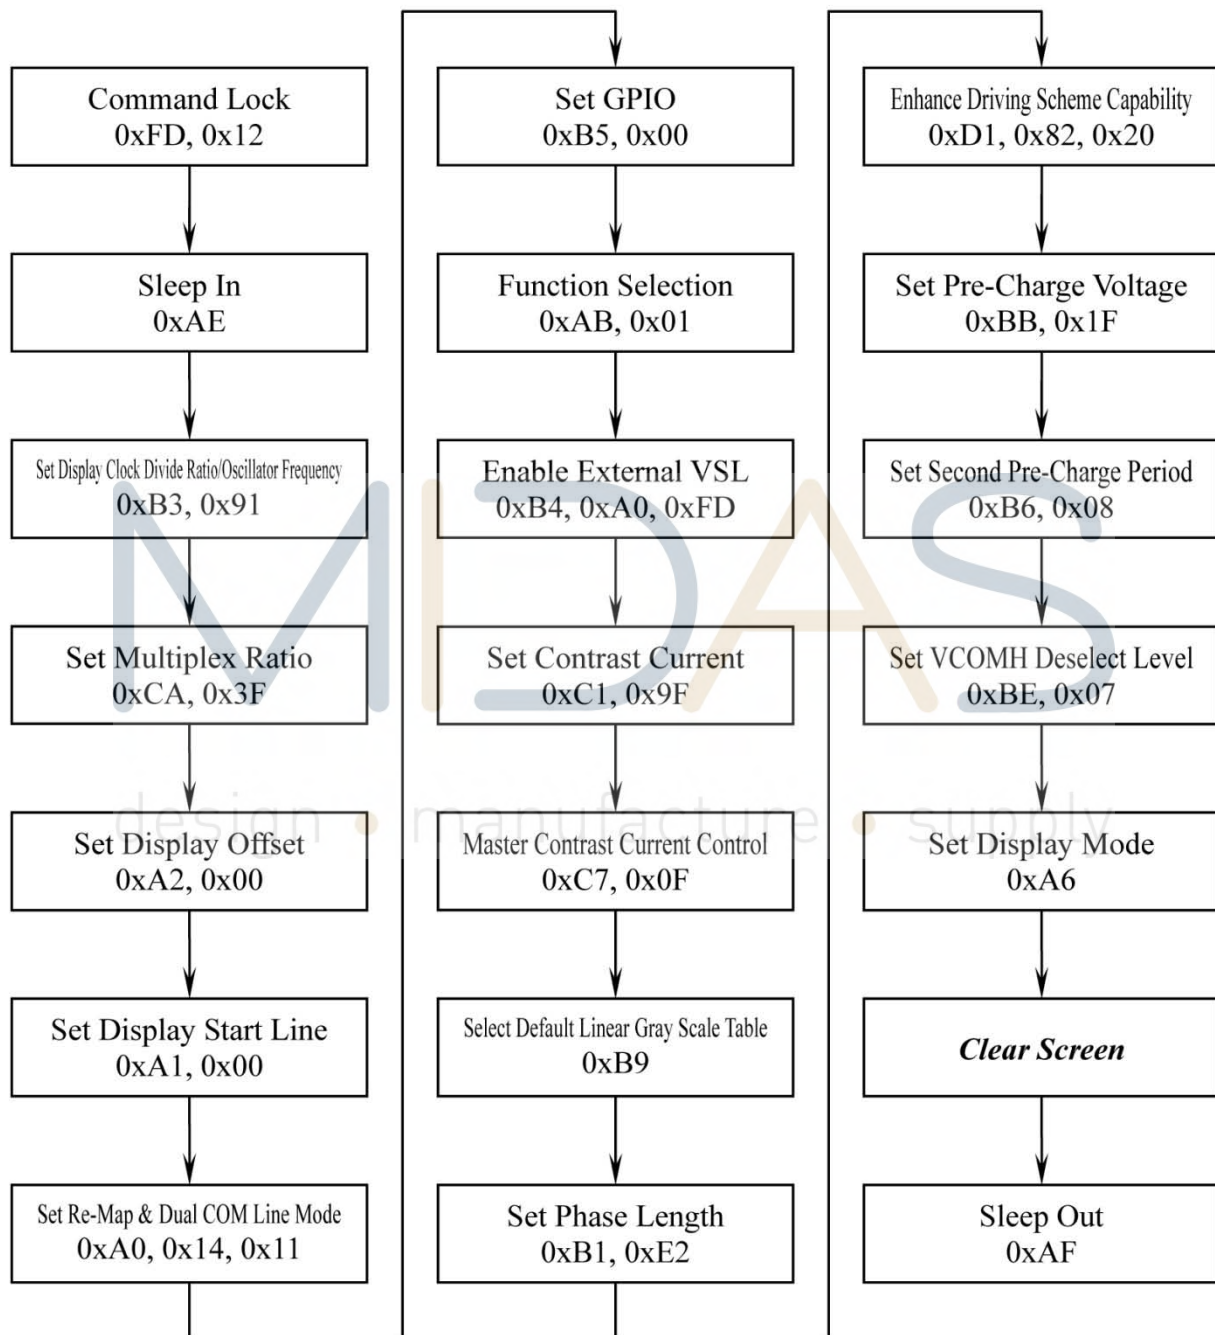 Command Lock
0xFD, 0x12
Sleep In
0xAE
Set Display Clock Divide Ratio/Oscillator Frequency
0xB3, 0x91
Set Multiplex Ratio
0xCA, 0x3F
Set Display Offset
0xA2, 0x00
Set Display Start Line
0xA1, 0x00
Set Re-Map & Dual COM Line Mode
0xA0, 0x14, 0x11
Set GPIO
0xB5, 0x00
Function Selection
0xAB, 0x01
Enable External VSL
0xB4, 0xA0, 0xFD
Set Contrast Current
0xC1, 0x9F
Master Contrast Current Control
0xC7, 0x0F
Select Default Linear Gray Scale Table
0xB9
Set Phase Length
0xB1, 0xE2
Enhance Driving Scheme Capability
0xD1, 0x82, 0x20
Set Pre-Charge Voltage
0xBB, 0x1F
Set Second Pre-Charge Period
0xB6, 0x08
Set VCOMH Deselect Level
0xBE, 0x07
Set Display Mode
0xA6
Clear Screen
Sleep Out
0xAF
MIDAS
design • manufacture • supply